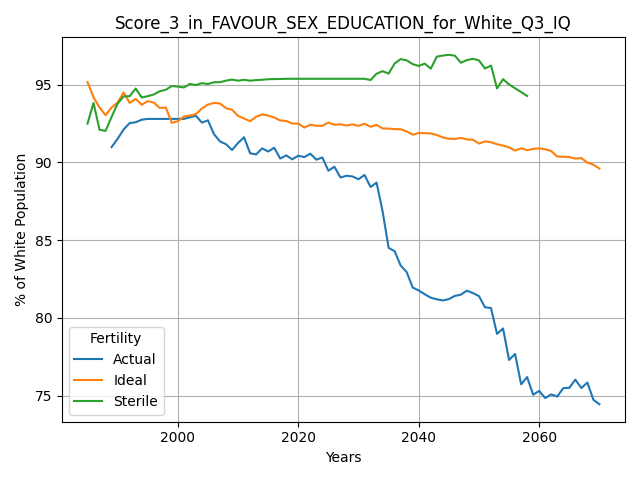 Score_3_in_FAVOUR_SEX_EDUCATION_for_White_Q3_IQ
% of White Population
95
90
85
80
75
Fertility
Actual
Ideal
Sterile
2000
2020
2040
2060
Years